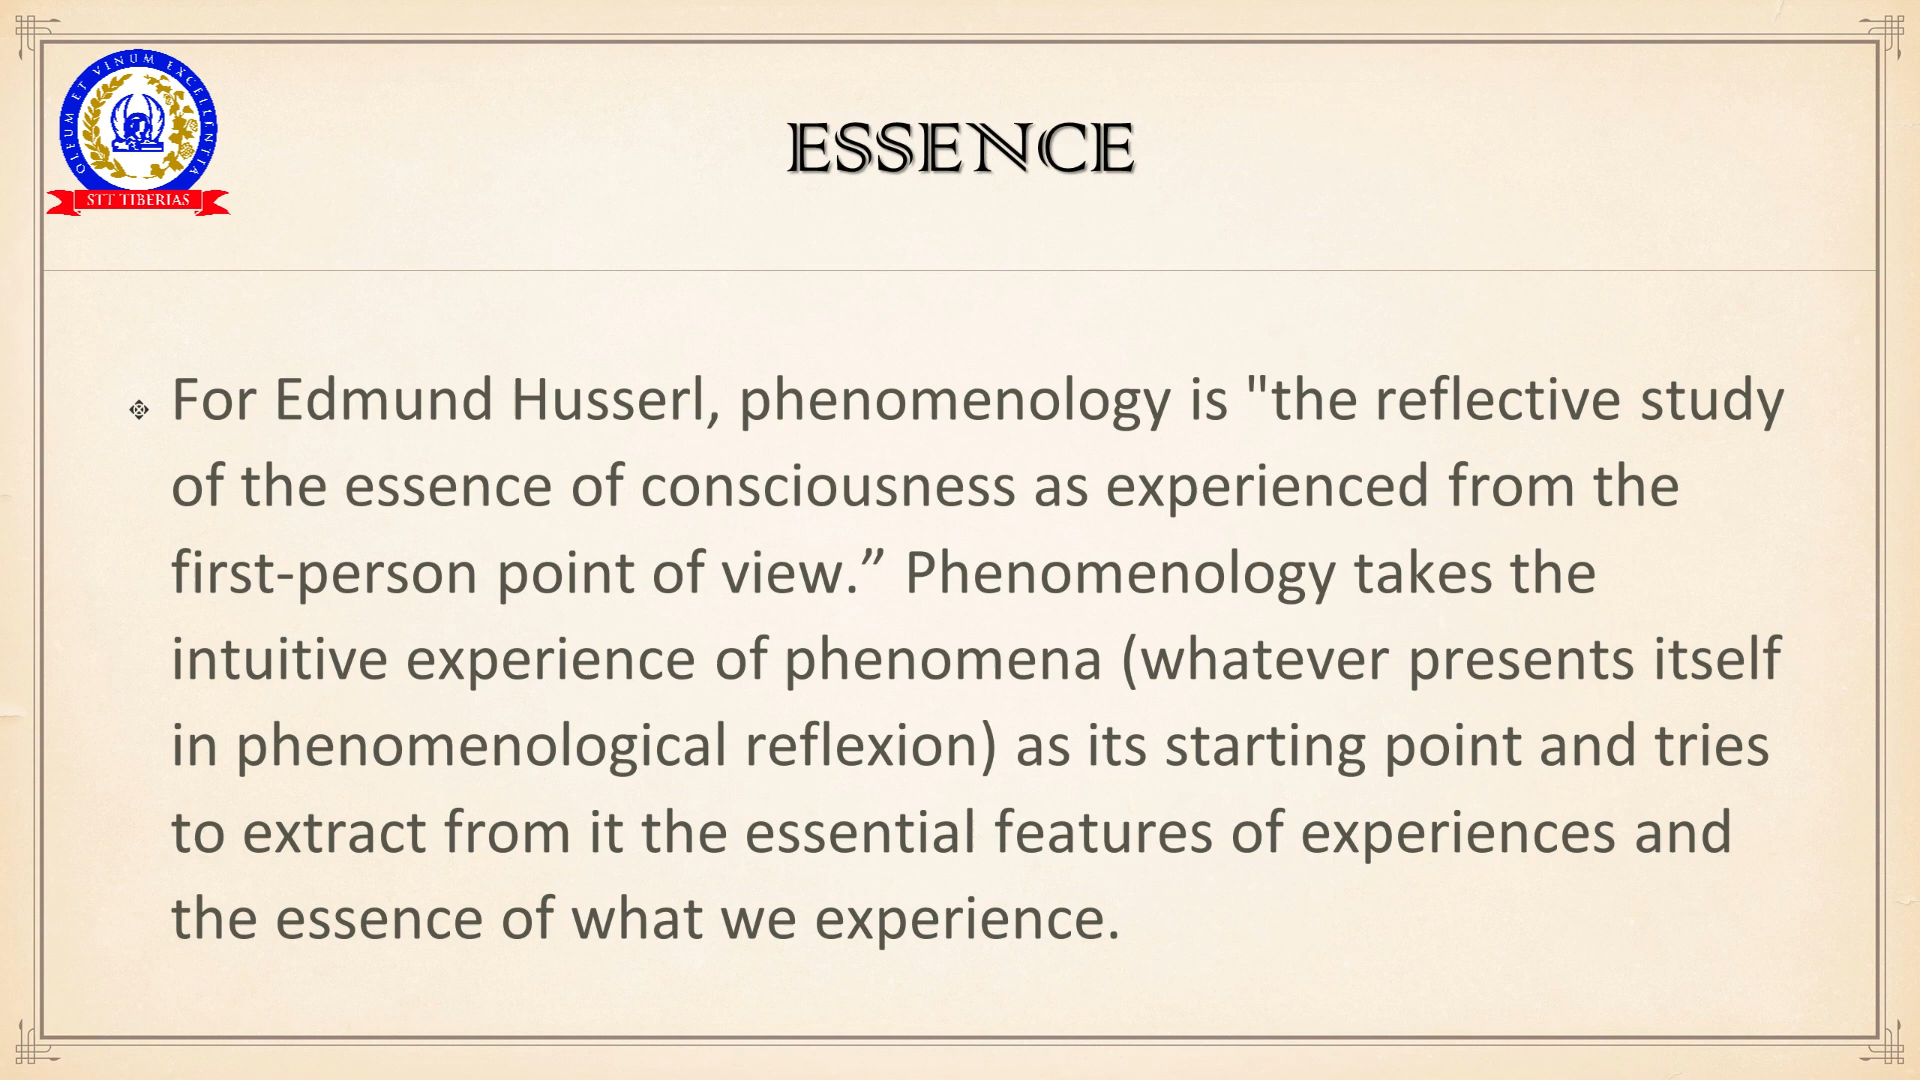 OLEUM ET VINUM EXCELLENTIA
STT TIBERIAS
ESSENCE
For Edmund Husserl, phenomenology is "the reflective study
of the essence of consciousness as experienced from the
first-person point of view.” Phenomenology takes the
intuitive experience of phenomena (whatever presents itself
in phenomenological reflexion) as its starting point and tries
to extract from it the essential features of experiences and
the essence of what we experience.